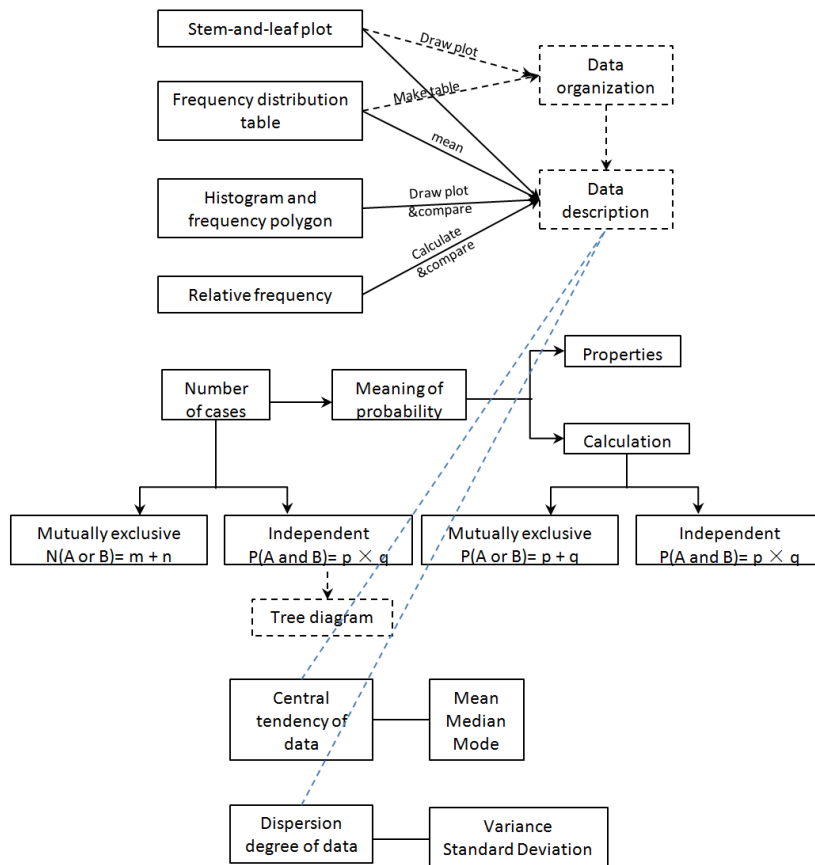 Stem-and-leaf plot
Draw plot
Data
organization
Frequency distribution
table
Make table
mean
Histogram and
frequency polygon
Draw plot
&compare
Data
description
Calculate
&compare
Relative frequency
Number
of cases
Meaning of
probability
Properties
Calculation
Mutually exclusive
N(A or B)= m + n
Independent
P(A and B)= p × q
Mutually exclusive
P(A or B)= p + q
Independent
P(A and B)= p × q
Tree diagram
Central
tendency of
data
Mean
Median
Mode
Dispersion
degree of data
Variance
Standard Deviation